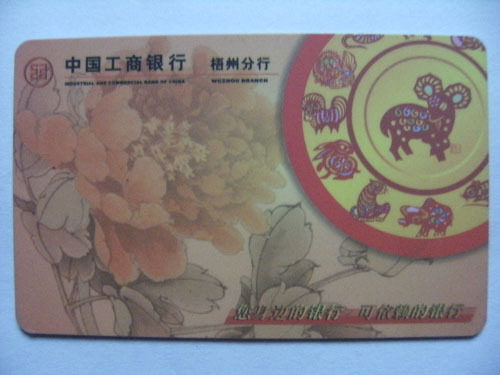 中国工商银行 梧州分行
INDUSTRIAL AND COMMERCIAL BANK OF CHINA WUZHOU BRANCH
您身边的银行 可依赖的银行